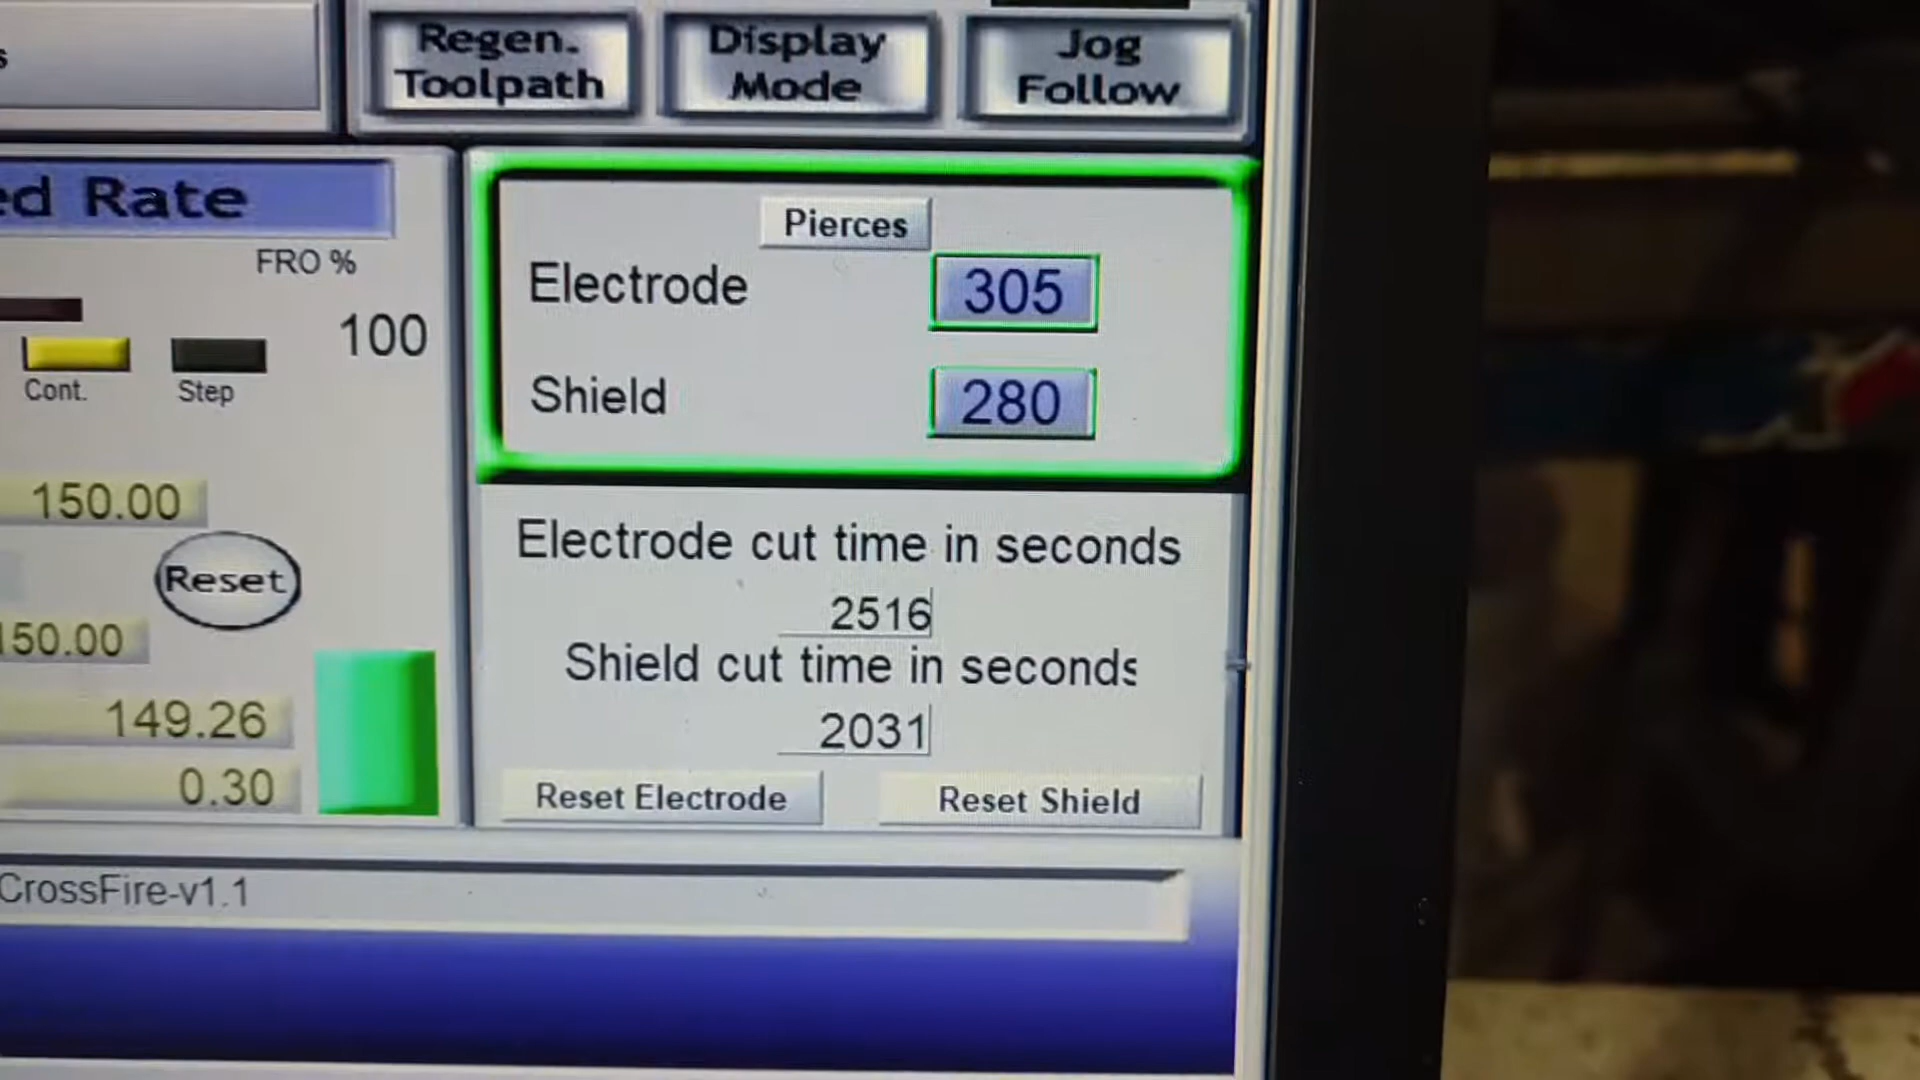 Regen. Toolpath
Display Mode
Jog Follow
ed Rate
FRO %
100
Cont.
Step
150.00
Reset
150.00
149.26
0.30
Pierces
Electrode
305
Shield
280
Electrode cut time in seconds
2516
Shield cut time in seconds
2031
Reset Electrode
Reset Shield
CrossFire-v1.1